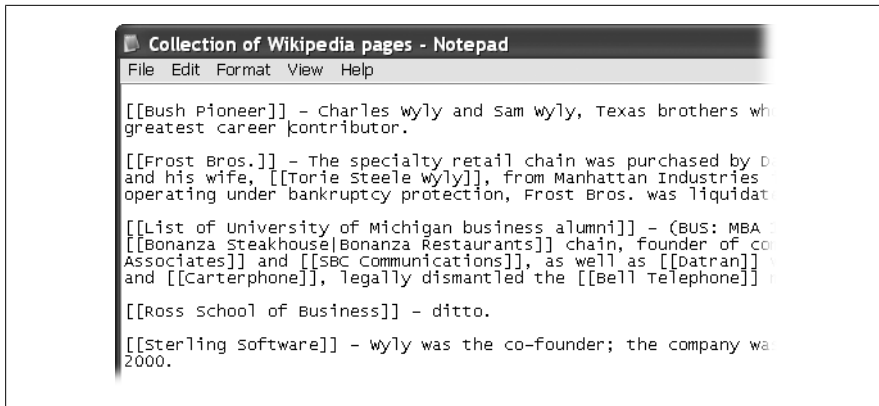 Collection of Wikipedia pages - Notepad
File Edit Format View Help
[[Bush Pioneer]] - Charles Wyly and Sam Wyly, Texas brothers
greatest career contributor.
[[Frost Bros.]] - The specialty retail chain was purchased by
and his wife, [[Torie Steele Wyly]], from Manhattan Industries
operating under bankruptcy protection, Frost Bros. was
[[List of University of Michigan business alumni]] - (BUS: MBA
[[Bonanza Steakhouse|Bonanza Restaurants]] chain, founder of
Associates]] and [[SBC Communications]], as well as [[Datran]]
and [[Carterphone]], legally dismantled the [[Bell Telephone]]
[[Ross School of Business]] - ditto.
[[Sterling Software]] - Wyly was the co-founder; the company
2000.